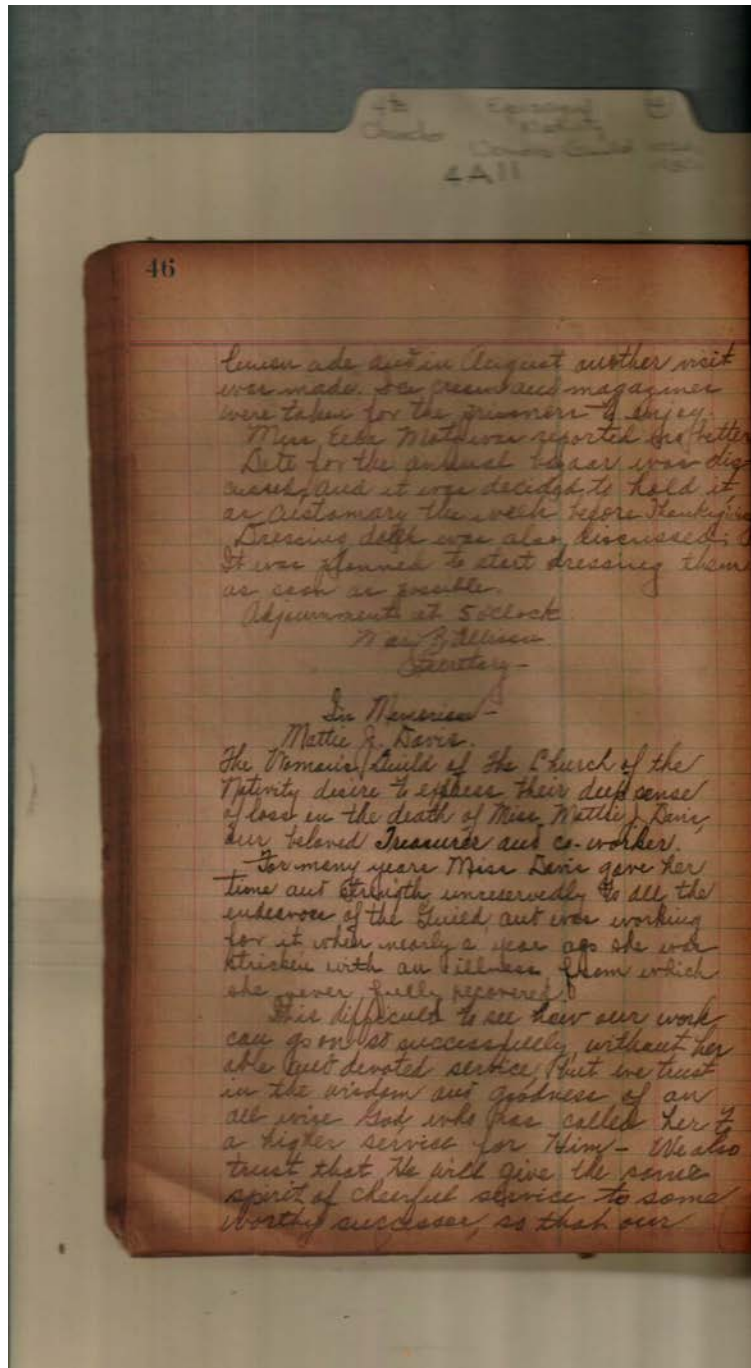 Episcopal
Nativity
Womans Guild
4A11
46
lemon ade and in August another visit
was made. Ice cream and magazines
were taken for the prisoners to enjoy.
Miss Motz was reported no better
Date for the annual bazaar was dis
cussed, and it was decided to hold it,
as customary the week before Thanksgiving
Dressing dolls was also discussed.
It was planned to start dressing them
as soon as possible.
Adjournment at 5 o'clock
Allison
Secretary-
In Memoriam-
Mattie J. Davis.
The Woman's Guild of the Church of the
Nativity desire to express their deep sense
of loss in the death of Miss Mattie J. Davis,
our beloved Treasurer and co-worker.
For many years Miss Davis gave her
time and strength unreservedly to all the
endeavors of the Guild, and was working
for it when nearly a year ago she was
stricken with an illness from which
she never fully recovered.
It is difficult to see how our work
can go on so successfully, without her
able and devoted service, but we trust
in the wisdom and goodness of an
all wise God, who has called her to
a higher service for Him- We also
trust that He will give the same
spirit of cheerful service to some
worthy successor, so that our